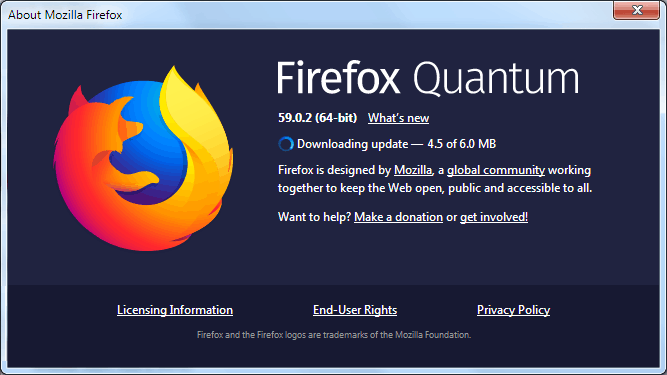 About Mozilla Firefox
Firefox Quantum
59.0.2 (64-bit) What's new
Downloading update — 4.5 of 6.0 MB
Firefox is designed by Mozilla, a global community working
together to keep the Web open, public and accessible to all.
Want to help? Make a donation or get involved!
Licensing Information End-User Rights Privacy Policy
Firefox and the Firefox logos are trademarks of the Mozilla Foundation.